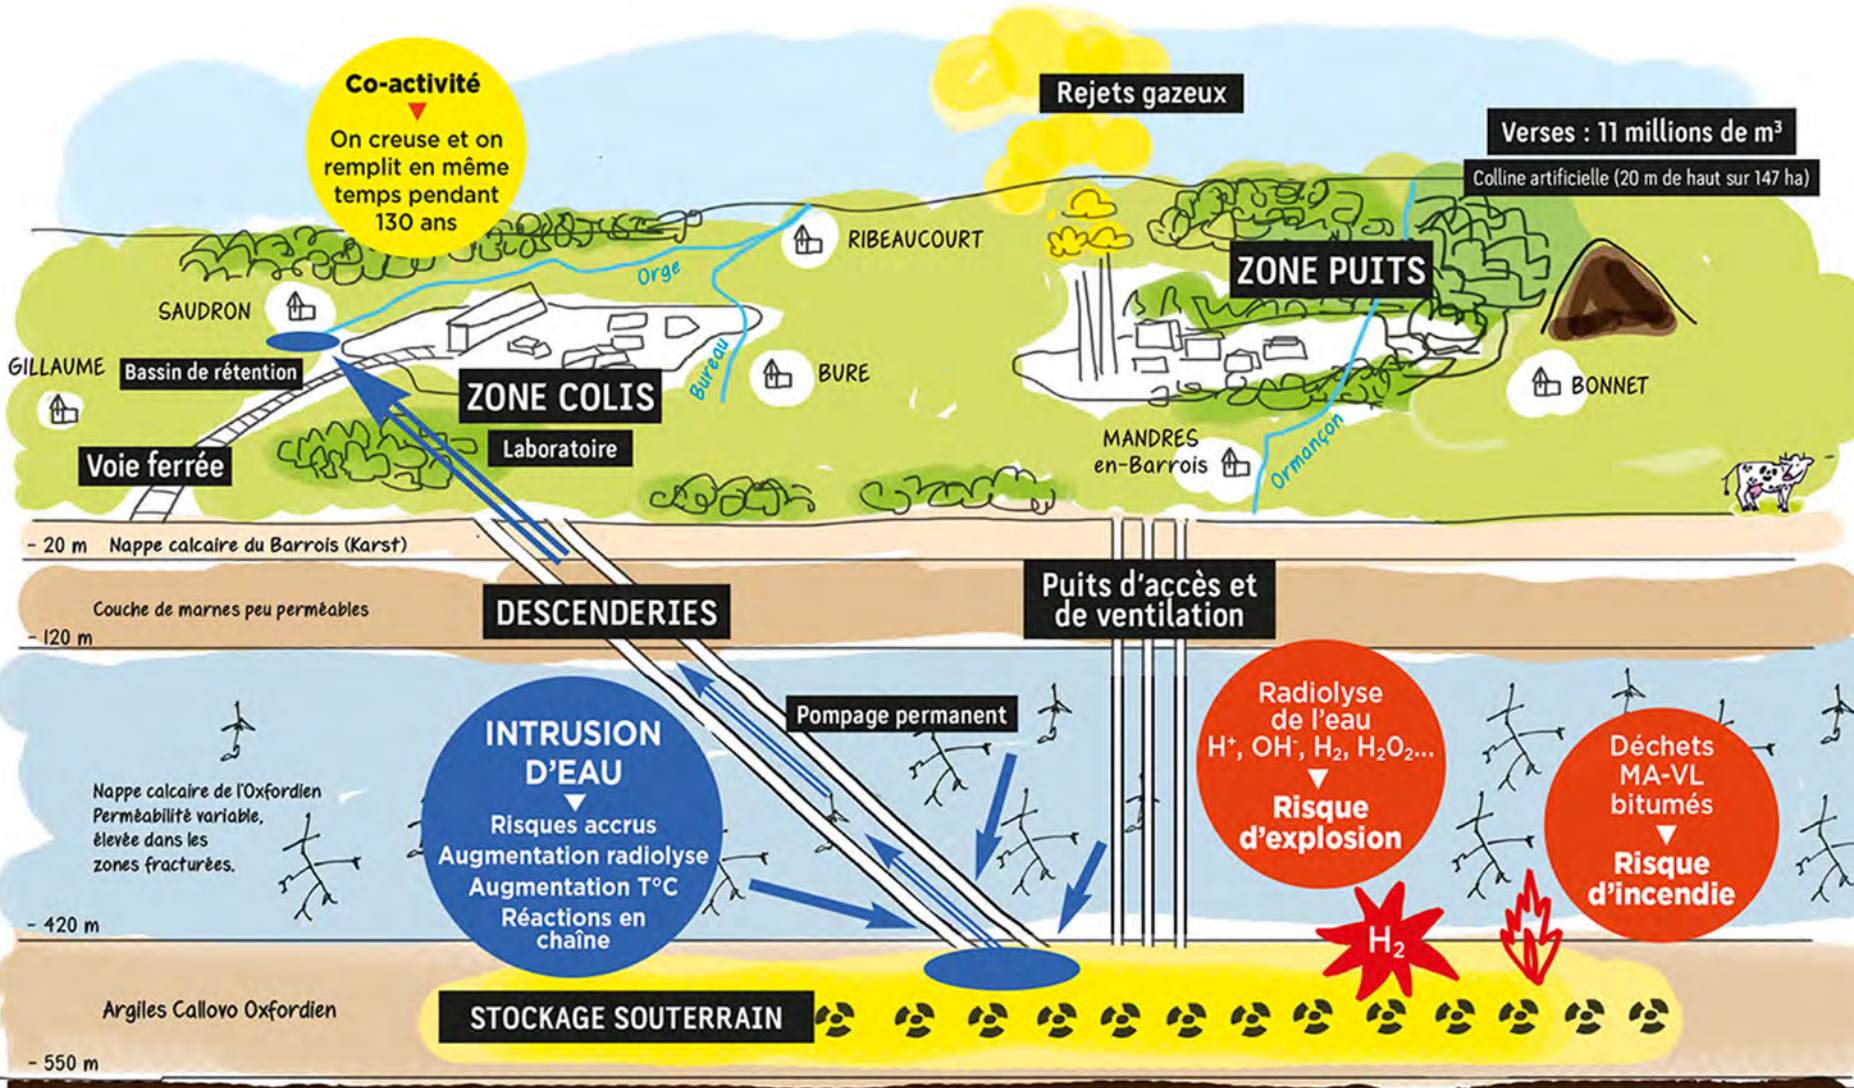 Co-activité
On creuse et on
remplit en même
temps pendant
130 ans
Rejets gazeux
Verses : 11 millions de m³
Colline artificielle (20 m de haut sur 147 ha)
RIBEAUCOURT
Orge
ZONE PUITS
SAUDRON
GILLAUME
Bassin de rétention
Bureau
BURE
BONNET
ZONE COLIS
Laboratoire
Voie ferrée
MANDRES
en-Barrois
Ormançon
- 20 m Nappe calcaire du Barrois (Karst)
Couche de marnes peu perméables
- 120 m
DESCENDERIES
Puits d'accès et
de ventilation
Pompage permanent
INTRUSION
D'EAU
Risques accrus
Augmentation radiolyse
Augmentation T°C
Réactions en
chaîne
Radiolyse
de l'eau
H⁺, OH⁻, H₂, H₂O₂...
Risque
d'explosion
Déchets
MA-VL
bitumés
Risque
d'incendie
Nappe calcaire de l'Oxfordien
Perméabilité variable,
élevée dans les
zones fracturées.
- 420 m
H₂
Argiles Callovo Oxfordien
STOCKAGE SOUTERRAIN
- 550 m